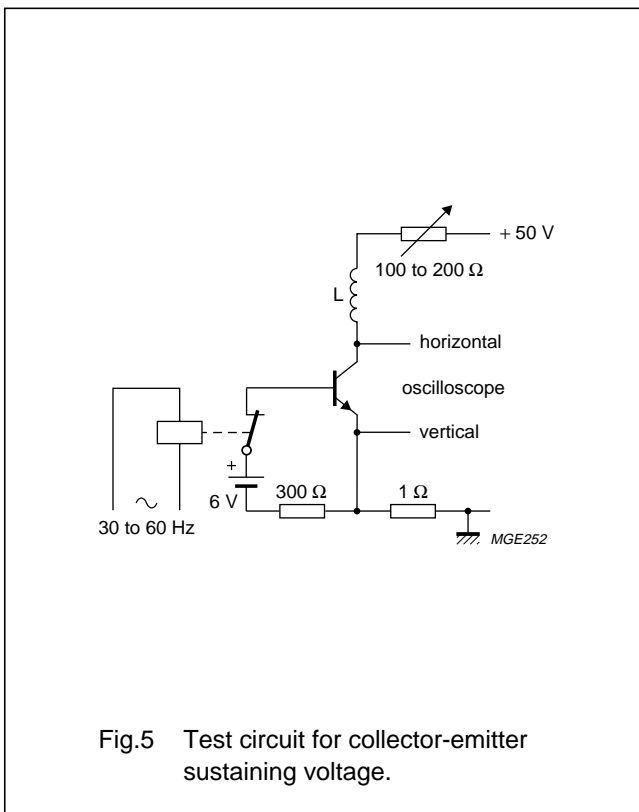 + 50 V
100 to 200 Ω
L
horizontal
oscilloscope
vertical
+
6 V
300 Ω
1 Ω
30 to 60 Hz
MGE252
Fig.5 Test circuit for collector-emitter
sustaining voltage.